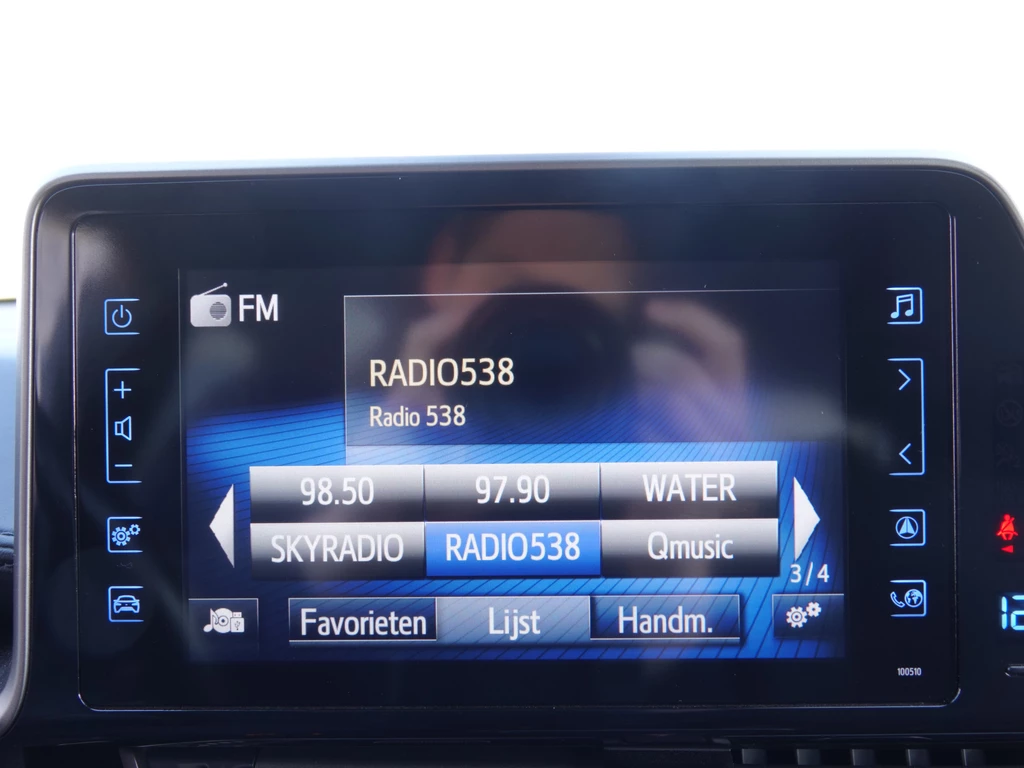 FM
RADIO538
Radio 538
98.50 97.90 WATER
SKYRADIO RADIO538 Qmusic
3/4
Favorieten Lijst Handm.
100510